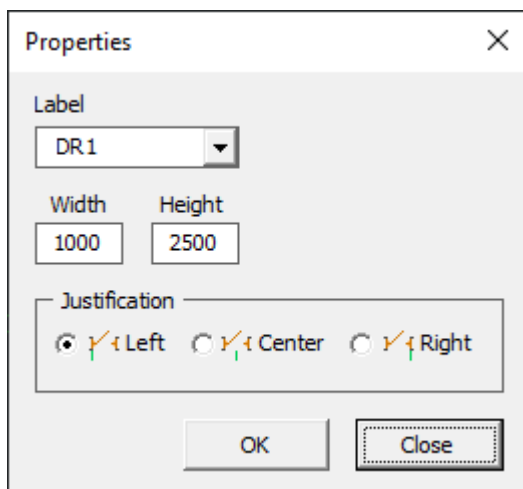 Properties
Label
DR1
Width Height
1000 2500
Justification
Left Center Right
OK Close